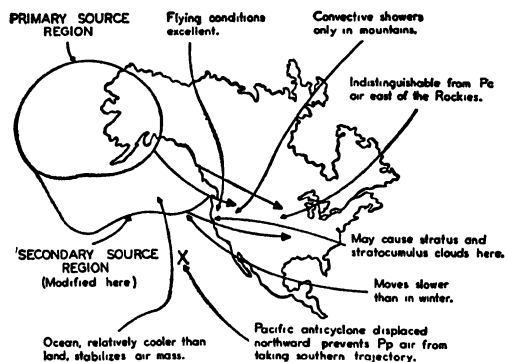 PRIMARY SOURCE
REGION
Flying conditions
excellent.
Convective showers
only in mountains.
Indistinguishable from Pc
air east of the Rockies.
'SECONDARY SOURCE
REGION
(Modified here)
X
May cause stratus and
stratocumulus clouds here.
Moves slower
than in winter.
Ocean, relatively cooler than
land, stabilizes air mass.
Pacific anticyclone displaced
northward prevents Pp air from
taking southern trajectory.